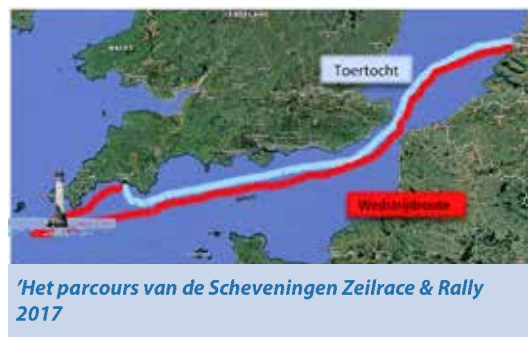 Toertocht
Wedstrijdroute
'Het parcours van de Scheveningen Zeilrace & Rally
2017